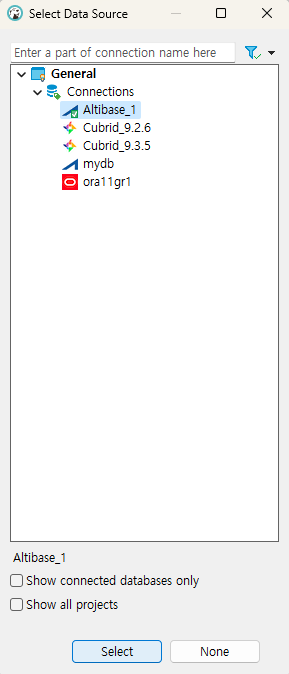 Select Data Source
Enter a part of connection name here
General
Connections
Altibase_1
Cubrid_9.2.6
Cubrid_9.3.5
mydb
ora11gr1
Altibase_1
Show connected databases only
Show all projects
Select
None